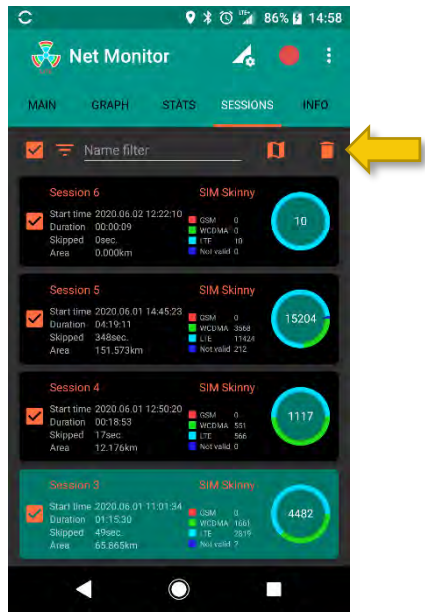 LTE+ 86% 14:58
Net Monitor
MAIN GRAPH STATS SESSIONS INFO
Name filter
Session 6 SIM Skinny
Start time 2020.06.02 12:22:10
Duration 00:00:09
Skipped 0sec.
Area 0.000km
GSM 0
WCDMA 0
LTE 10
Not valid 0
10
Session 5 SIM Skinny
Start time 2020.06.01 14:45:23
Duration 04:19:11
Skipped 348sec.
Area 151.573km
GSM 0
WCDMA 3568
LTE 11424
Not valid 212
15204
Session 4 SIM Skinny
Start time 2020.06.01 12:50:20
Duration 00:18:53
Skipped 17sec.
Area 12.176km
GSM 0
WCDMA 551
LTE 566
Not valid 0
1117
Session 3 SIM Skinny
Start time 2020.06.01 11:01:34
Duration 01:15:30
Skipped 49sec.
Area 65.865km
GSM 0
WCDMA 1661
LTE 2819
Not valid 2
4482